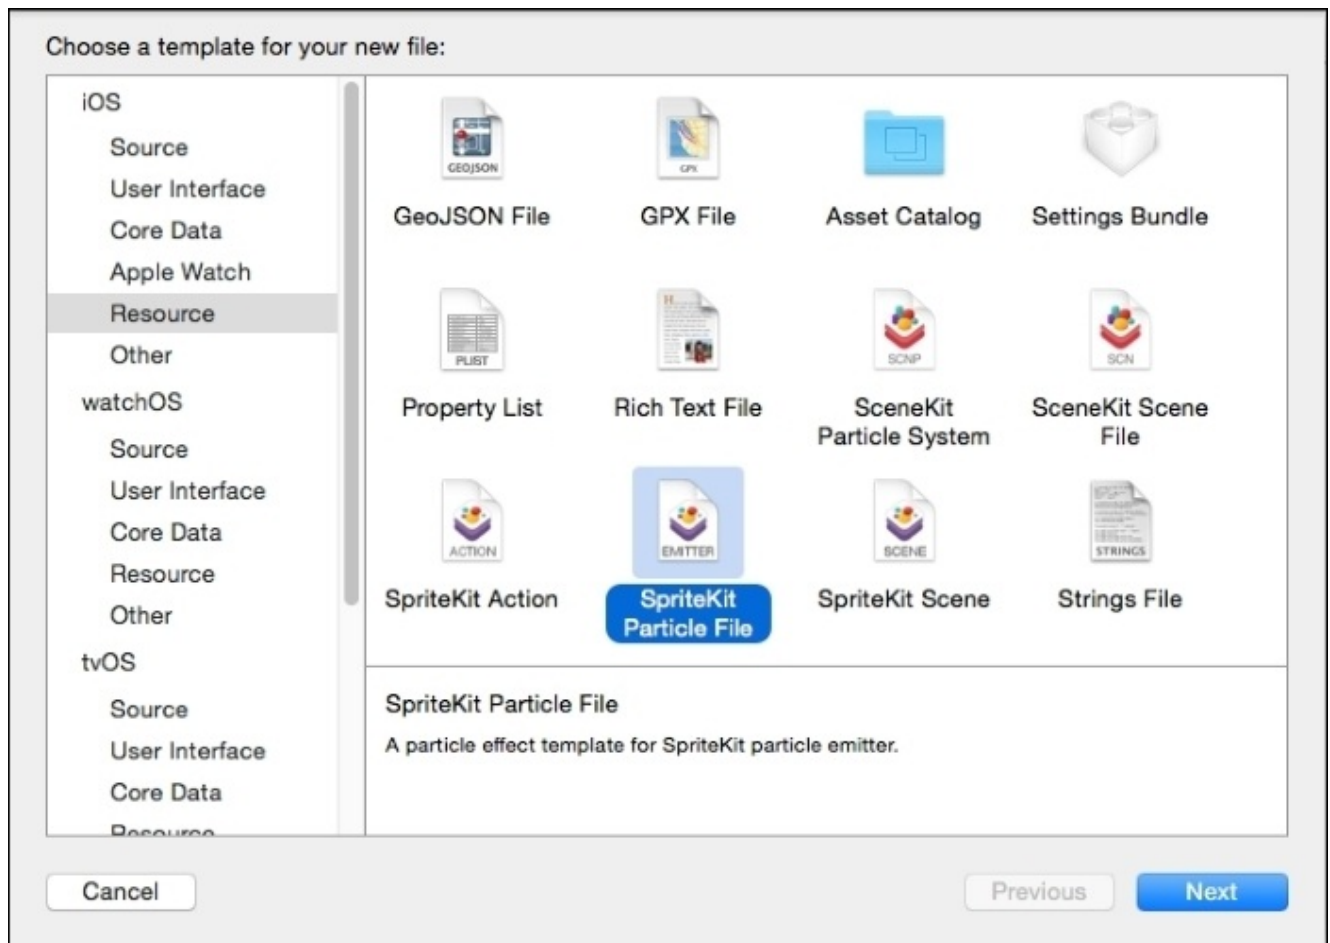 Choose a template for your new file:
iOS
Source
User Interface
Core Data
Apple Watch
Resource
Other
watchOS
Source
User Interface
Core Data
Resource
Other
tvOS
Source
User Interface
Core Data
Resource
GEOJSON
GPX
GeoJSON File
GPX File
Asset Catalog
Settings Bundle
PLIST
SCNP
SCN
Property List
Rich Text File
SceneKit
Particle System
SceneKit Scene
File
ACTION
EMITTER
SCENE
STRINGS
SpriteKit Action
SpriteKit
Particle File
SpriteKit Scene
Strings File
SpriteKit Particle File
A particle effect template for SpriteKit particle emitter.
Cancel
Previous
Next